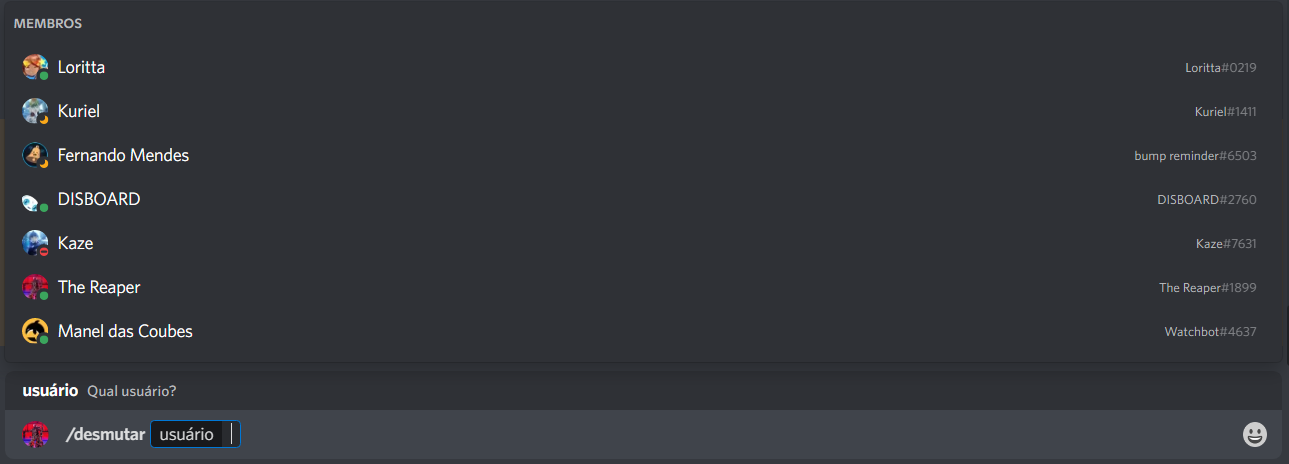 MEMBROS
Loritta Loritta#0219
Kuriel Kuriel#1411
Fernando Mendes bump reminder#6503
DISBOARD DISBOARD#2760
Kaze Kaze#7631
The Reaper The Reaper#1899
Manel das Coubes Watchbot#4637
usuário Qual usuário?
/desmutar usuário